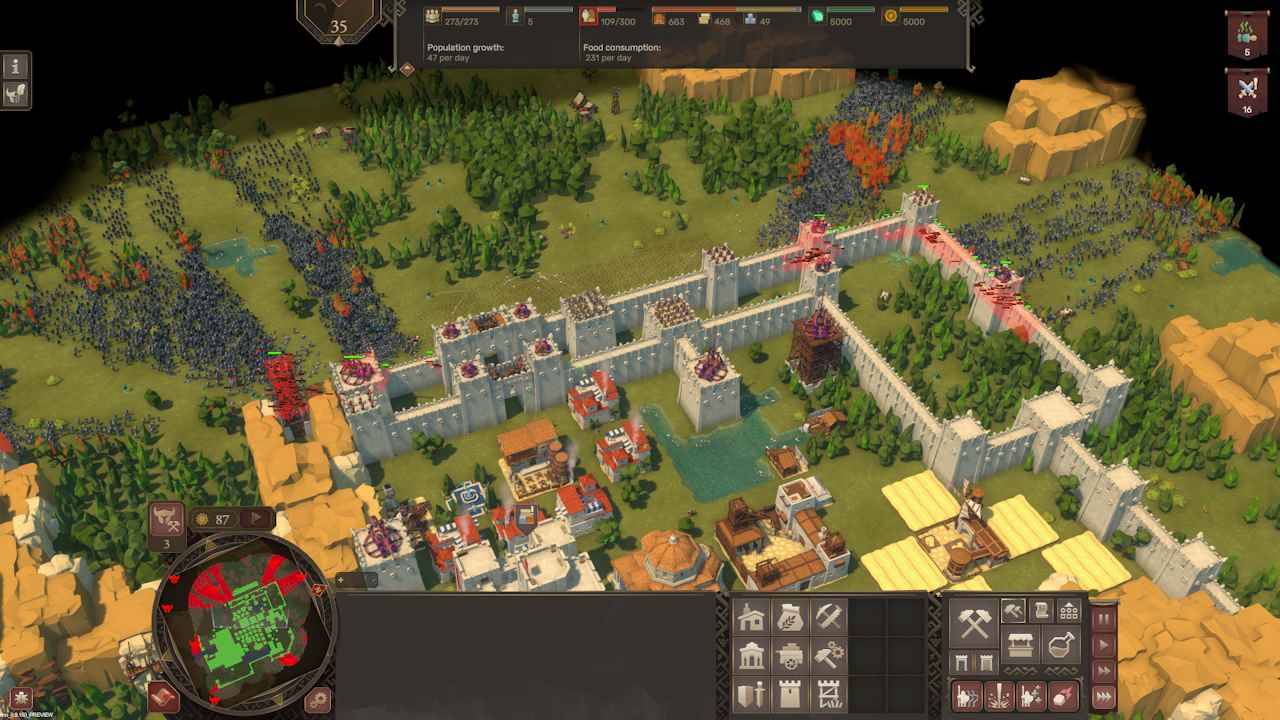 35
273/273
5
109/300
683
468
49
5000
5000
Population growth:
47 per day
Food consumption:
231 per day
5
16
87
3
PREVIEW